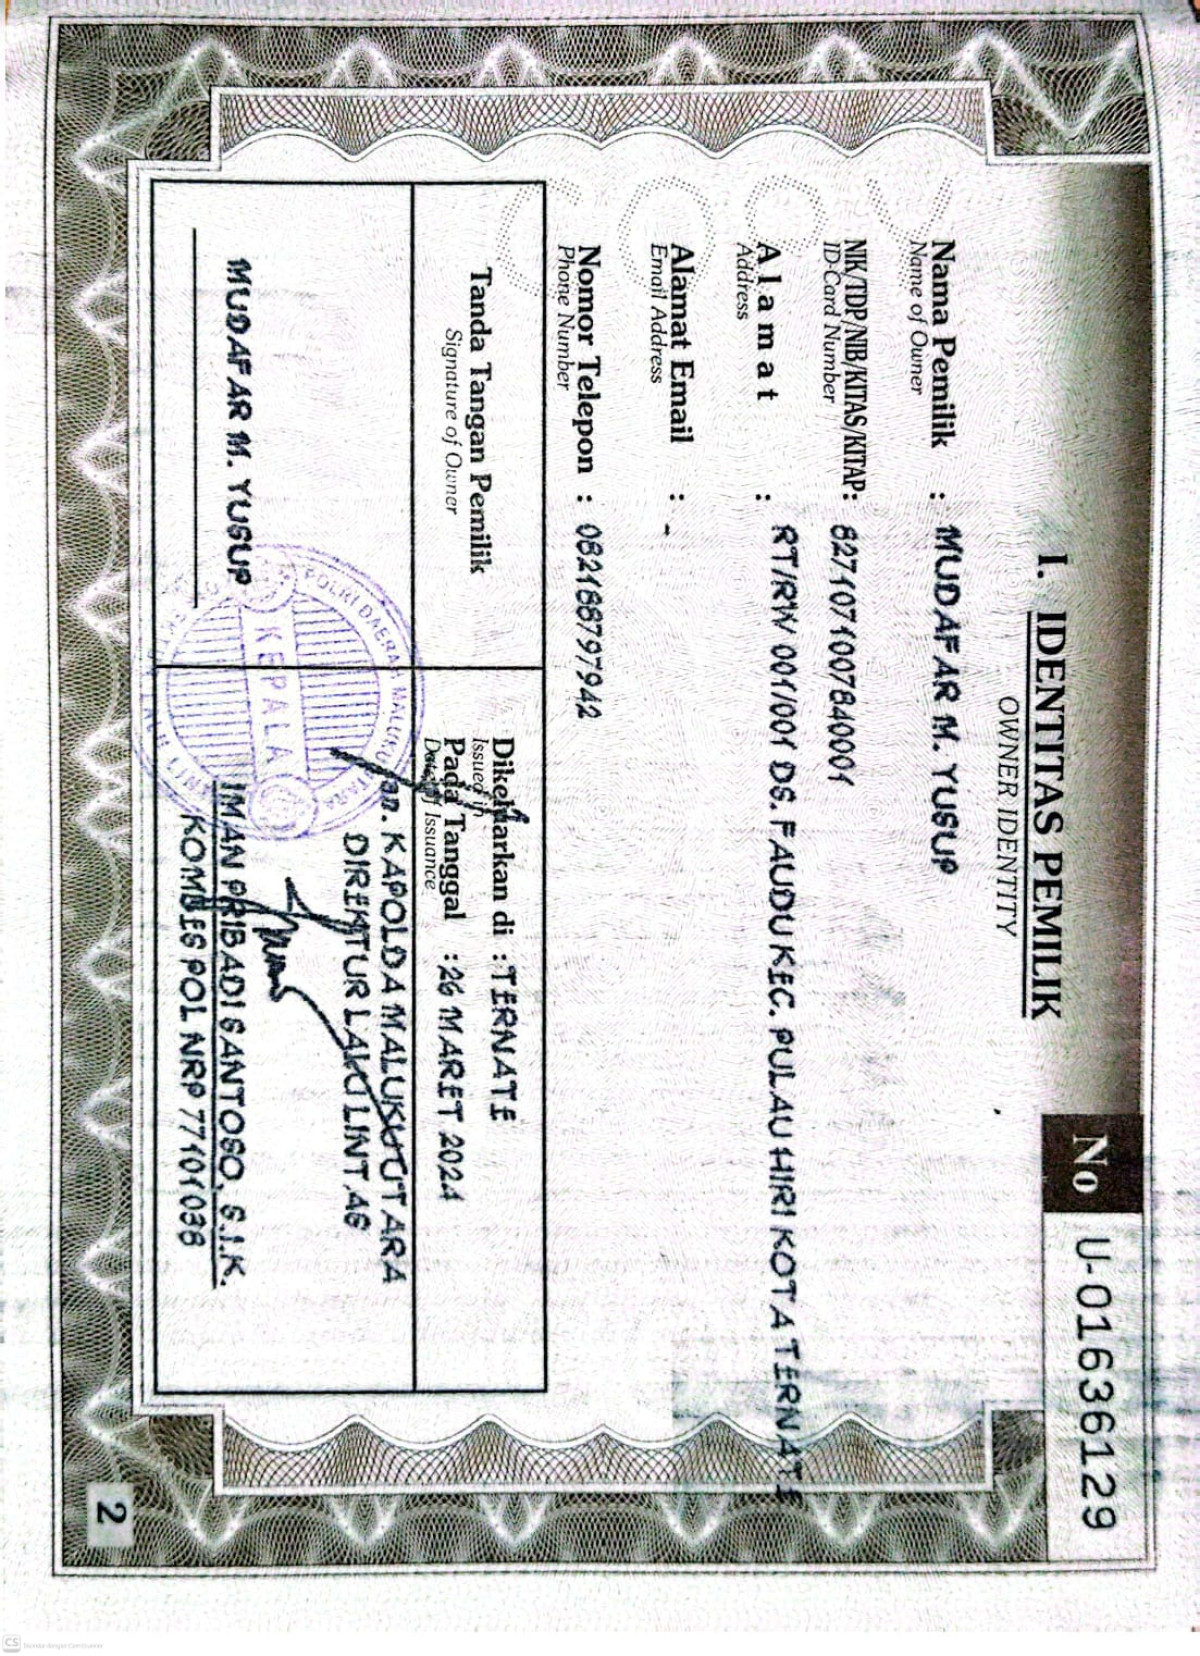 No U-01636129
I. IDENTITAS PEMILIK
OWNER IDENTITY
Nama Pemilik : MUDAFAR M. YUSUP
Name of Owner
NIK/TDP/NIB/KITAS/KITAP : 8271071007840001
ID-Card Number
Alamat : RT/RW 001/001 DS. FAUDU KEC. PULAU HIRI KOTA TERNATE
Address
Alamat Email : -
Email Address
Nomor Telepon : 082188797942
Phone Number
Tanda Tangan Pemilik
Signature of Owner
MUDAFAR M. YUSUP
Dikeluarkan di : TERNATE
Issued in
Pada Tanggal : 26 MARET 2024
Date of Issuance
an. KAPOLDA MALUKU UTARA
DIREKTUR LALU LINTAS
KEPALA
IMAN PRIBADI SANTOSO, S.I.K.
KOMBES POL NRP 77101038
2
CS